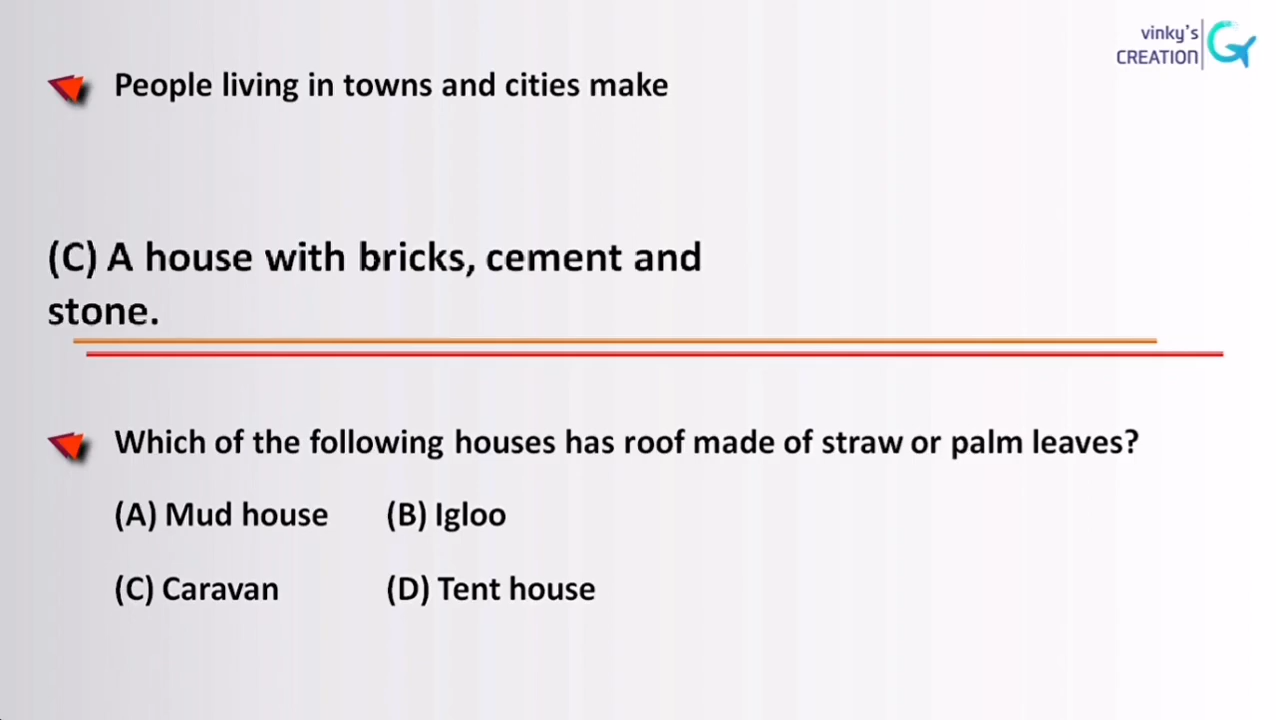 vinky's
CREATION
People living in towns and cities make
(C) A house with bricks, cement and
stone.
Which of the following houses has roof made of straw or palm leaves?
(A) Mud house (B) Igloo
(C) Caravan (D) Tent house